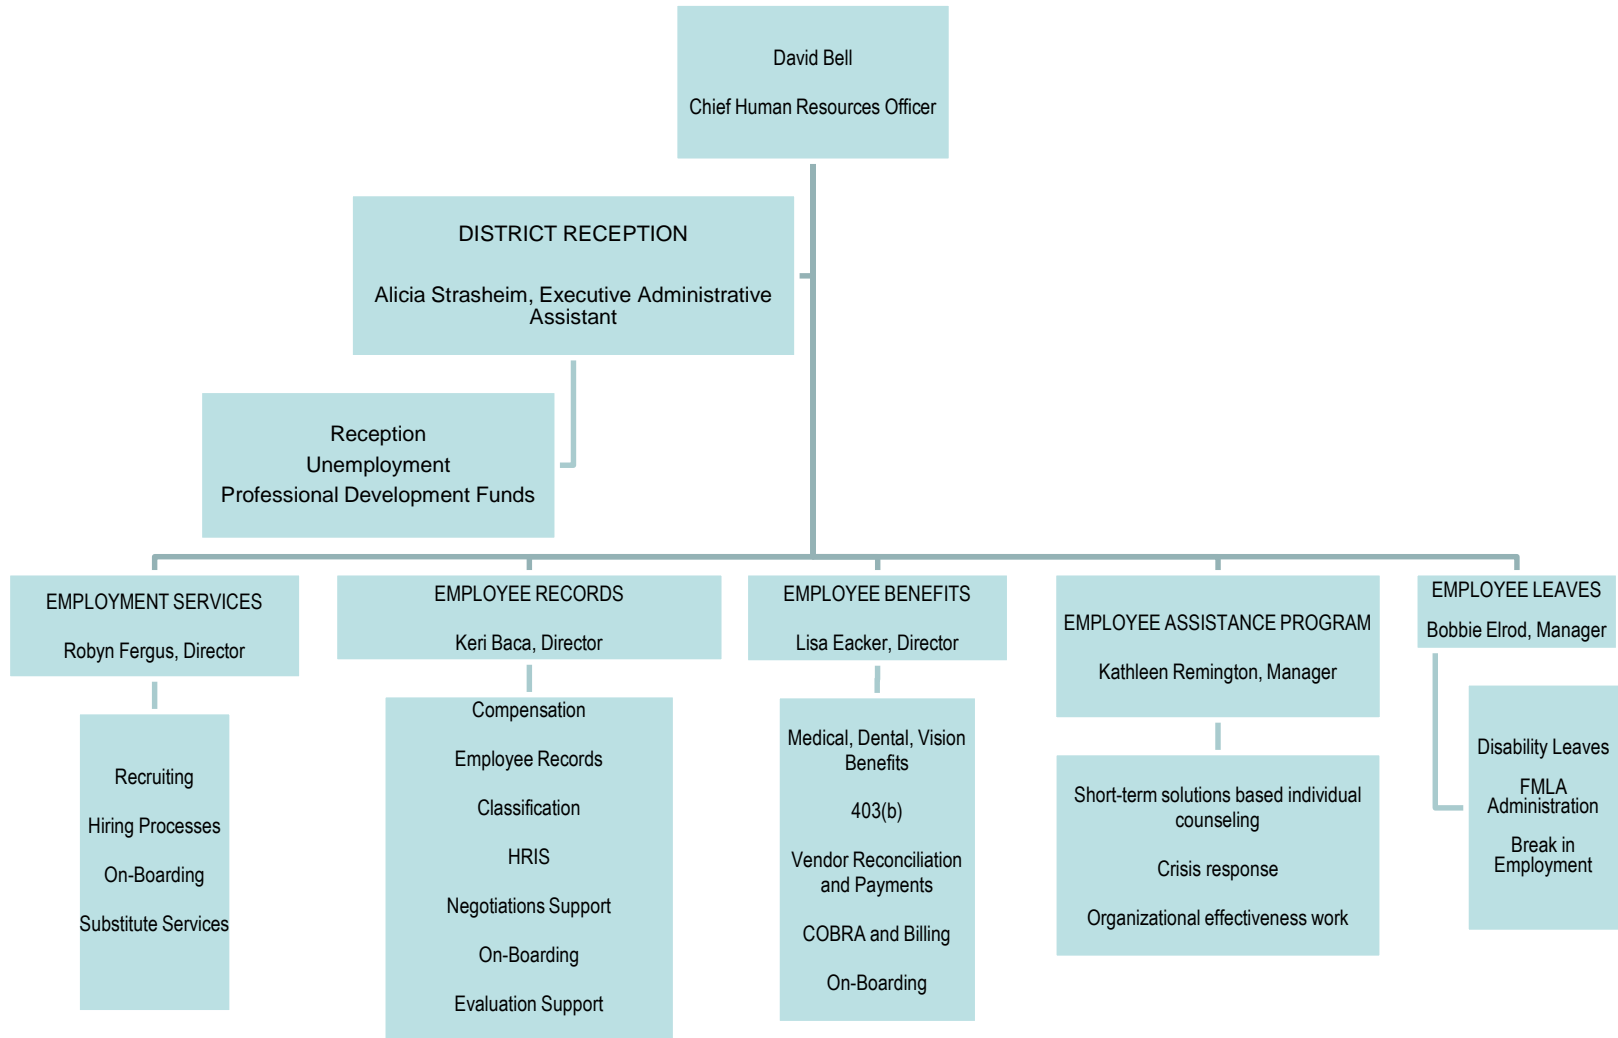 David Bell
Chief Human Resources Officer
DISTRICT RECEPTION
Alicia Strasheim, Executive Administrative
Assistant
Reception
Unemployment
Professional Development Funds
EMPLOYMENT SERVICES
Robyn Fergus, Director
Recruiting
Hiring Processes
On-Boarding
Substitute Services
EMPLOYEE RECORDS
Keri Baca, Director
Compensation
Employee Records
Classification
HRIS
Negotiations Support
On-Boarding
Evaluation Support
EMPLOYEE BENEFITS
Lisa Eacker, Director
Medical, Dental, Vision
Benefits
403(b)
Vendor Reconciliation
and Payments
COBRA and Billing
On-Boarding
EMPLOYEE ASSISTANCE PROGRAM
Kathleen Remington, Manager
Short-term solutions based individual
counseling
Crisis response
Organizational effectiveness work
EMPLOYEE LEAVES
Bobbie Elrod, Manager
Disability Leaves
FMLA
Administration
Break in
Employment